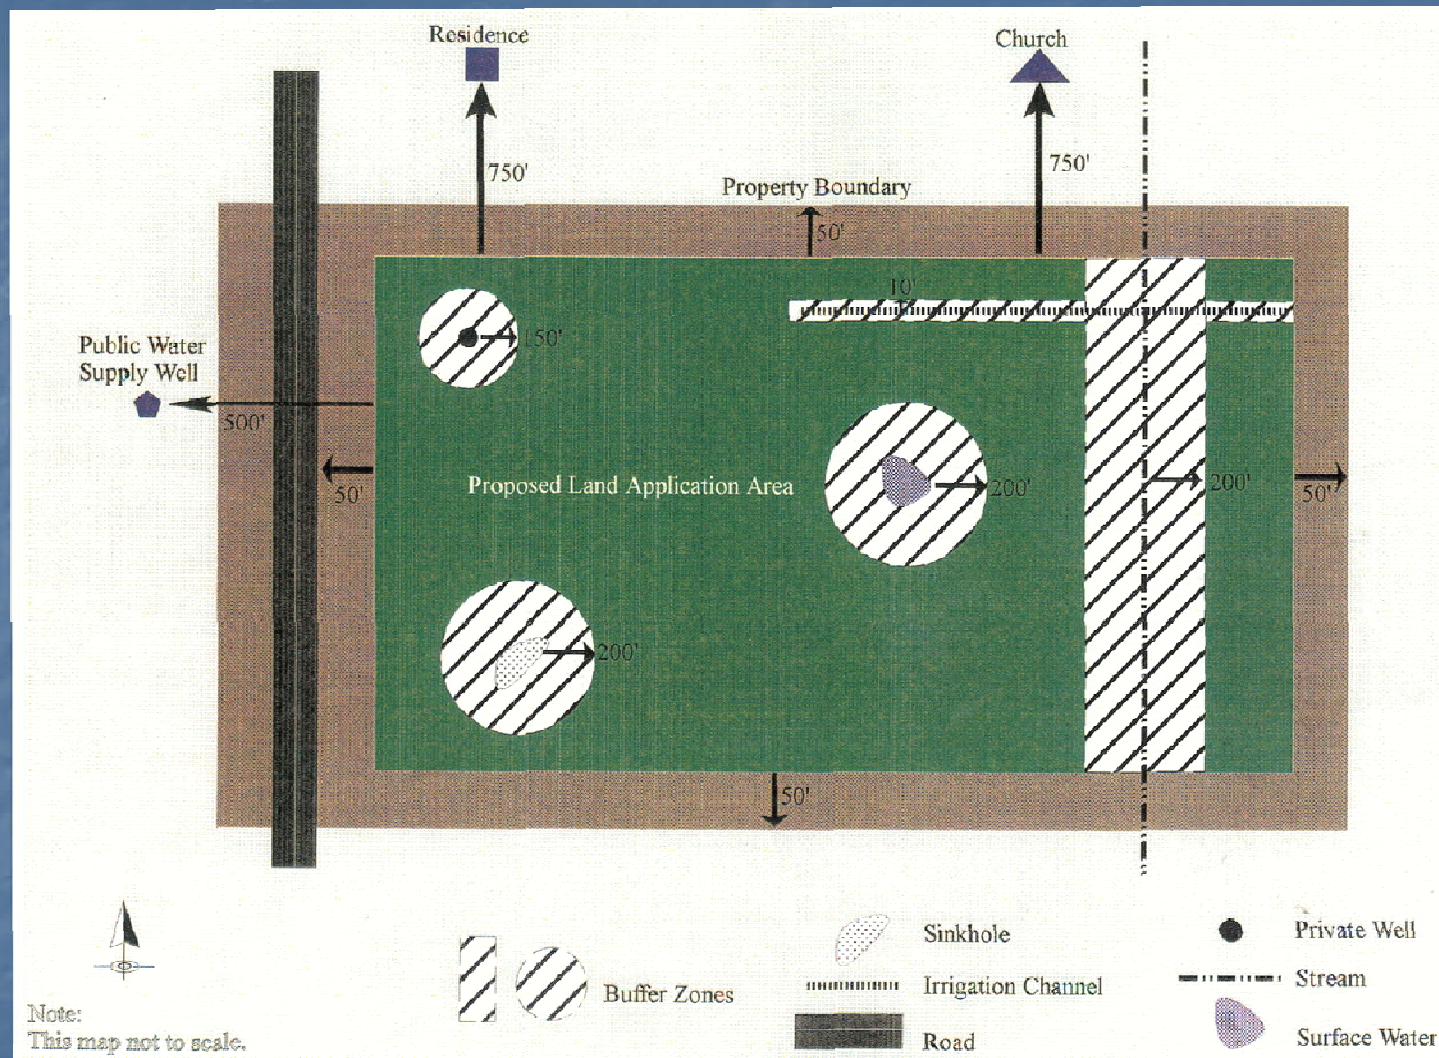 Residence
Church
750'
750'
Property Boundary
50'
10'
150'
Public Water
Supply Well
500'
50'
Proposed Land Application Area
200'
200'
50'
200'
50'
Sinkhole
Private Well
Irrigation Channel
Stream
Buffer Zones
Road
Surface Water
Note:
This map not to scale.